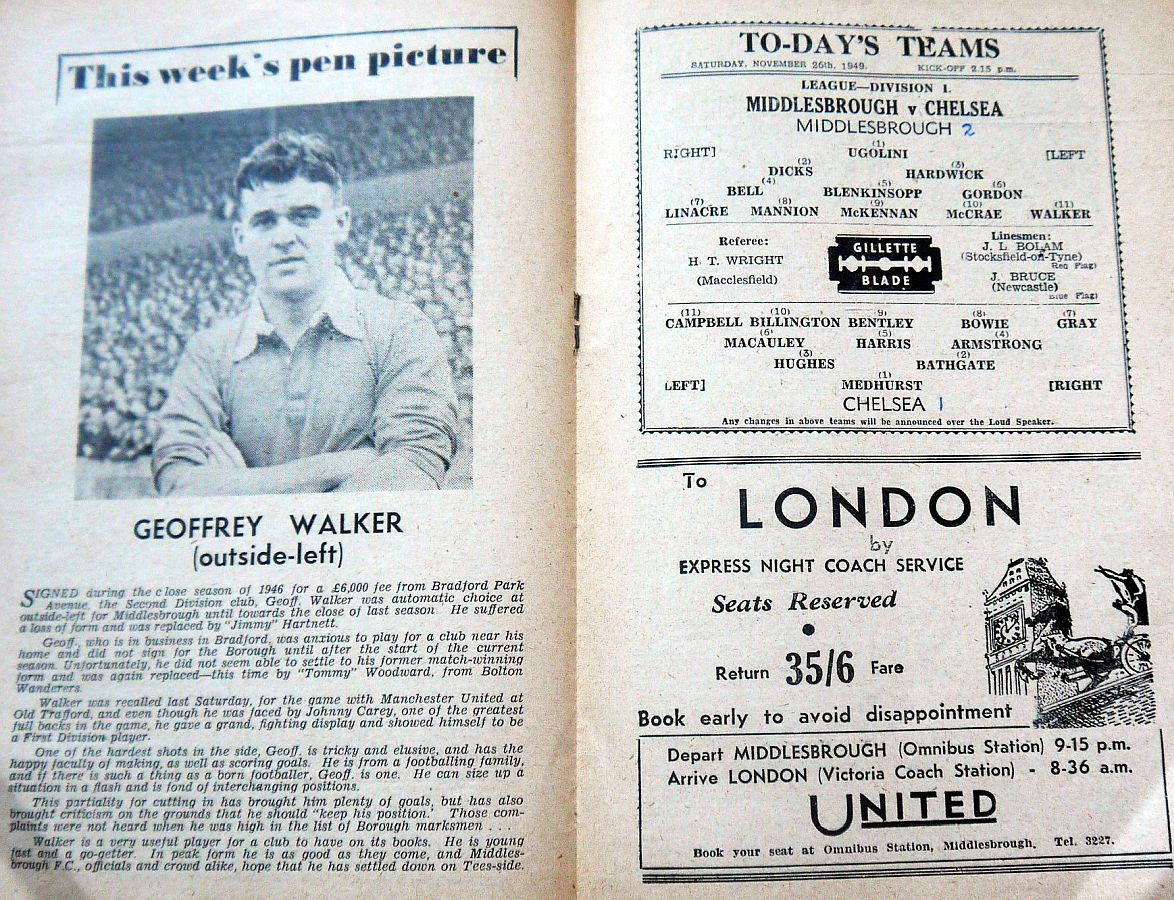 This week's pen picture
GEOFFREY WALKER
(outside-left)
SIGNED during the close season of 1946 for a £6,000 fee from Bradford Park
Avenue, the Second Division club, Geoff. Walker was automatic choice at
outside-left for Middlesbrough until towards the close of last season. He suffered
a loss of form and was replaced by "Jimmy" Hartnett.
Geoff., who is in business in Bradford, was anxious to play for a club near his
home and did not sign for the Borough until after the start of the current
season. Unfortunately, he did not seem able to settle to his former match-winning
form and was again replaced—this time by "Tommy" Woodward, from Bolton
Wanderers.
Walker was recalled last Saturday, for the game with Manchester United at
Old Trafford, and even though he was faced by Johnny Carey, one of the greatest
full backs in the game, he gave a grand, fighting display and showed himself to be
a First Division player.
One of the hardest shots in the side, Geoff. is tricky and elusive, and has the
happy faculty of making, as well as scoring goals. He is from a footballing family,
and if there is such a thing as a born footballer, Geoff. is one. He can size up a
situation in a flash and is fond of interchanging positions.
This partiality for cutting in has brought him plenty of goals, but has also
brought criticism on the grounds that he should "keep his position.' Those com-
plaints were not heard when he was high in the list of Borough marksmen . . .
Walker is a very useful player for a club to have on its books. He is young
fast and a go-getter. In peak form he is as good as they come, and Middles-
brough F.C., officials and crowd alike, hope that he has settled down on Tees-side.
TO-DAY'S TEAMS
SATURDAY, NOVEMBER 26th, 1949. KICK-OFF 2.15 p.m.
LEAGUE—DIVISION I.
MIDDLESBROUGH v CHELSEA
MIDDLESBROUGH 2
(1)
RIGHT] UGOLINI [LEFT
(2) (3)
DICKS HARDWICK
(4) (5) (6)
BELL BLENKINSOPP GORDON
(7) (8) (9) (10) (11)
LINACRE MANNION McKENNAN McCRAE WALKER
Referee:
H. T. WRIGHT
(Macclesfield)
GILLETTE
BLADE
Linesmen:
J. L. BOLAM
(Stocksfield-on-Tyne)
Red Flag)
J. BRUCE
(Newcastle)
Blue Flag)
(11) (10) (9) (8) (7)
CAMPBELL BILLINGTON BENTLEY BOWIE GRAY
(6) (5) (4)
MACAULEY HARRIS ARMSTRONG
(3) (2)
HUGHES BATHGATE
(1)
LEFT] MEDHURST [RIGHT
CHELSEA 1
Any changes in above teams will be announced over the Loud Speaker.
To
LONDON
by
EXPRESS NIGHT COACH SERVICE
Seats Reserved
Return 35/6 Fare
Book early to avoid disappointment
Depart MIDDLESBROUGH (Omnibus Station) 9-15 p.m.
Arrive LONDON (Victoria Coach Station) - 8-36 a.m.
UNITED
Book your seat at Omnibus Station, Middlesbrough. Tel. 3227.